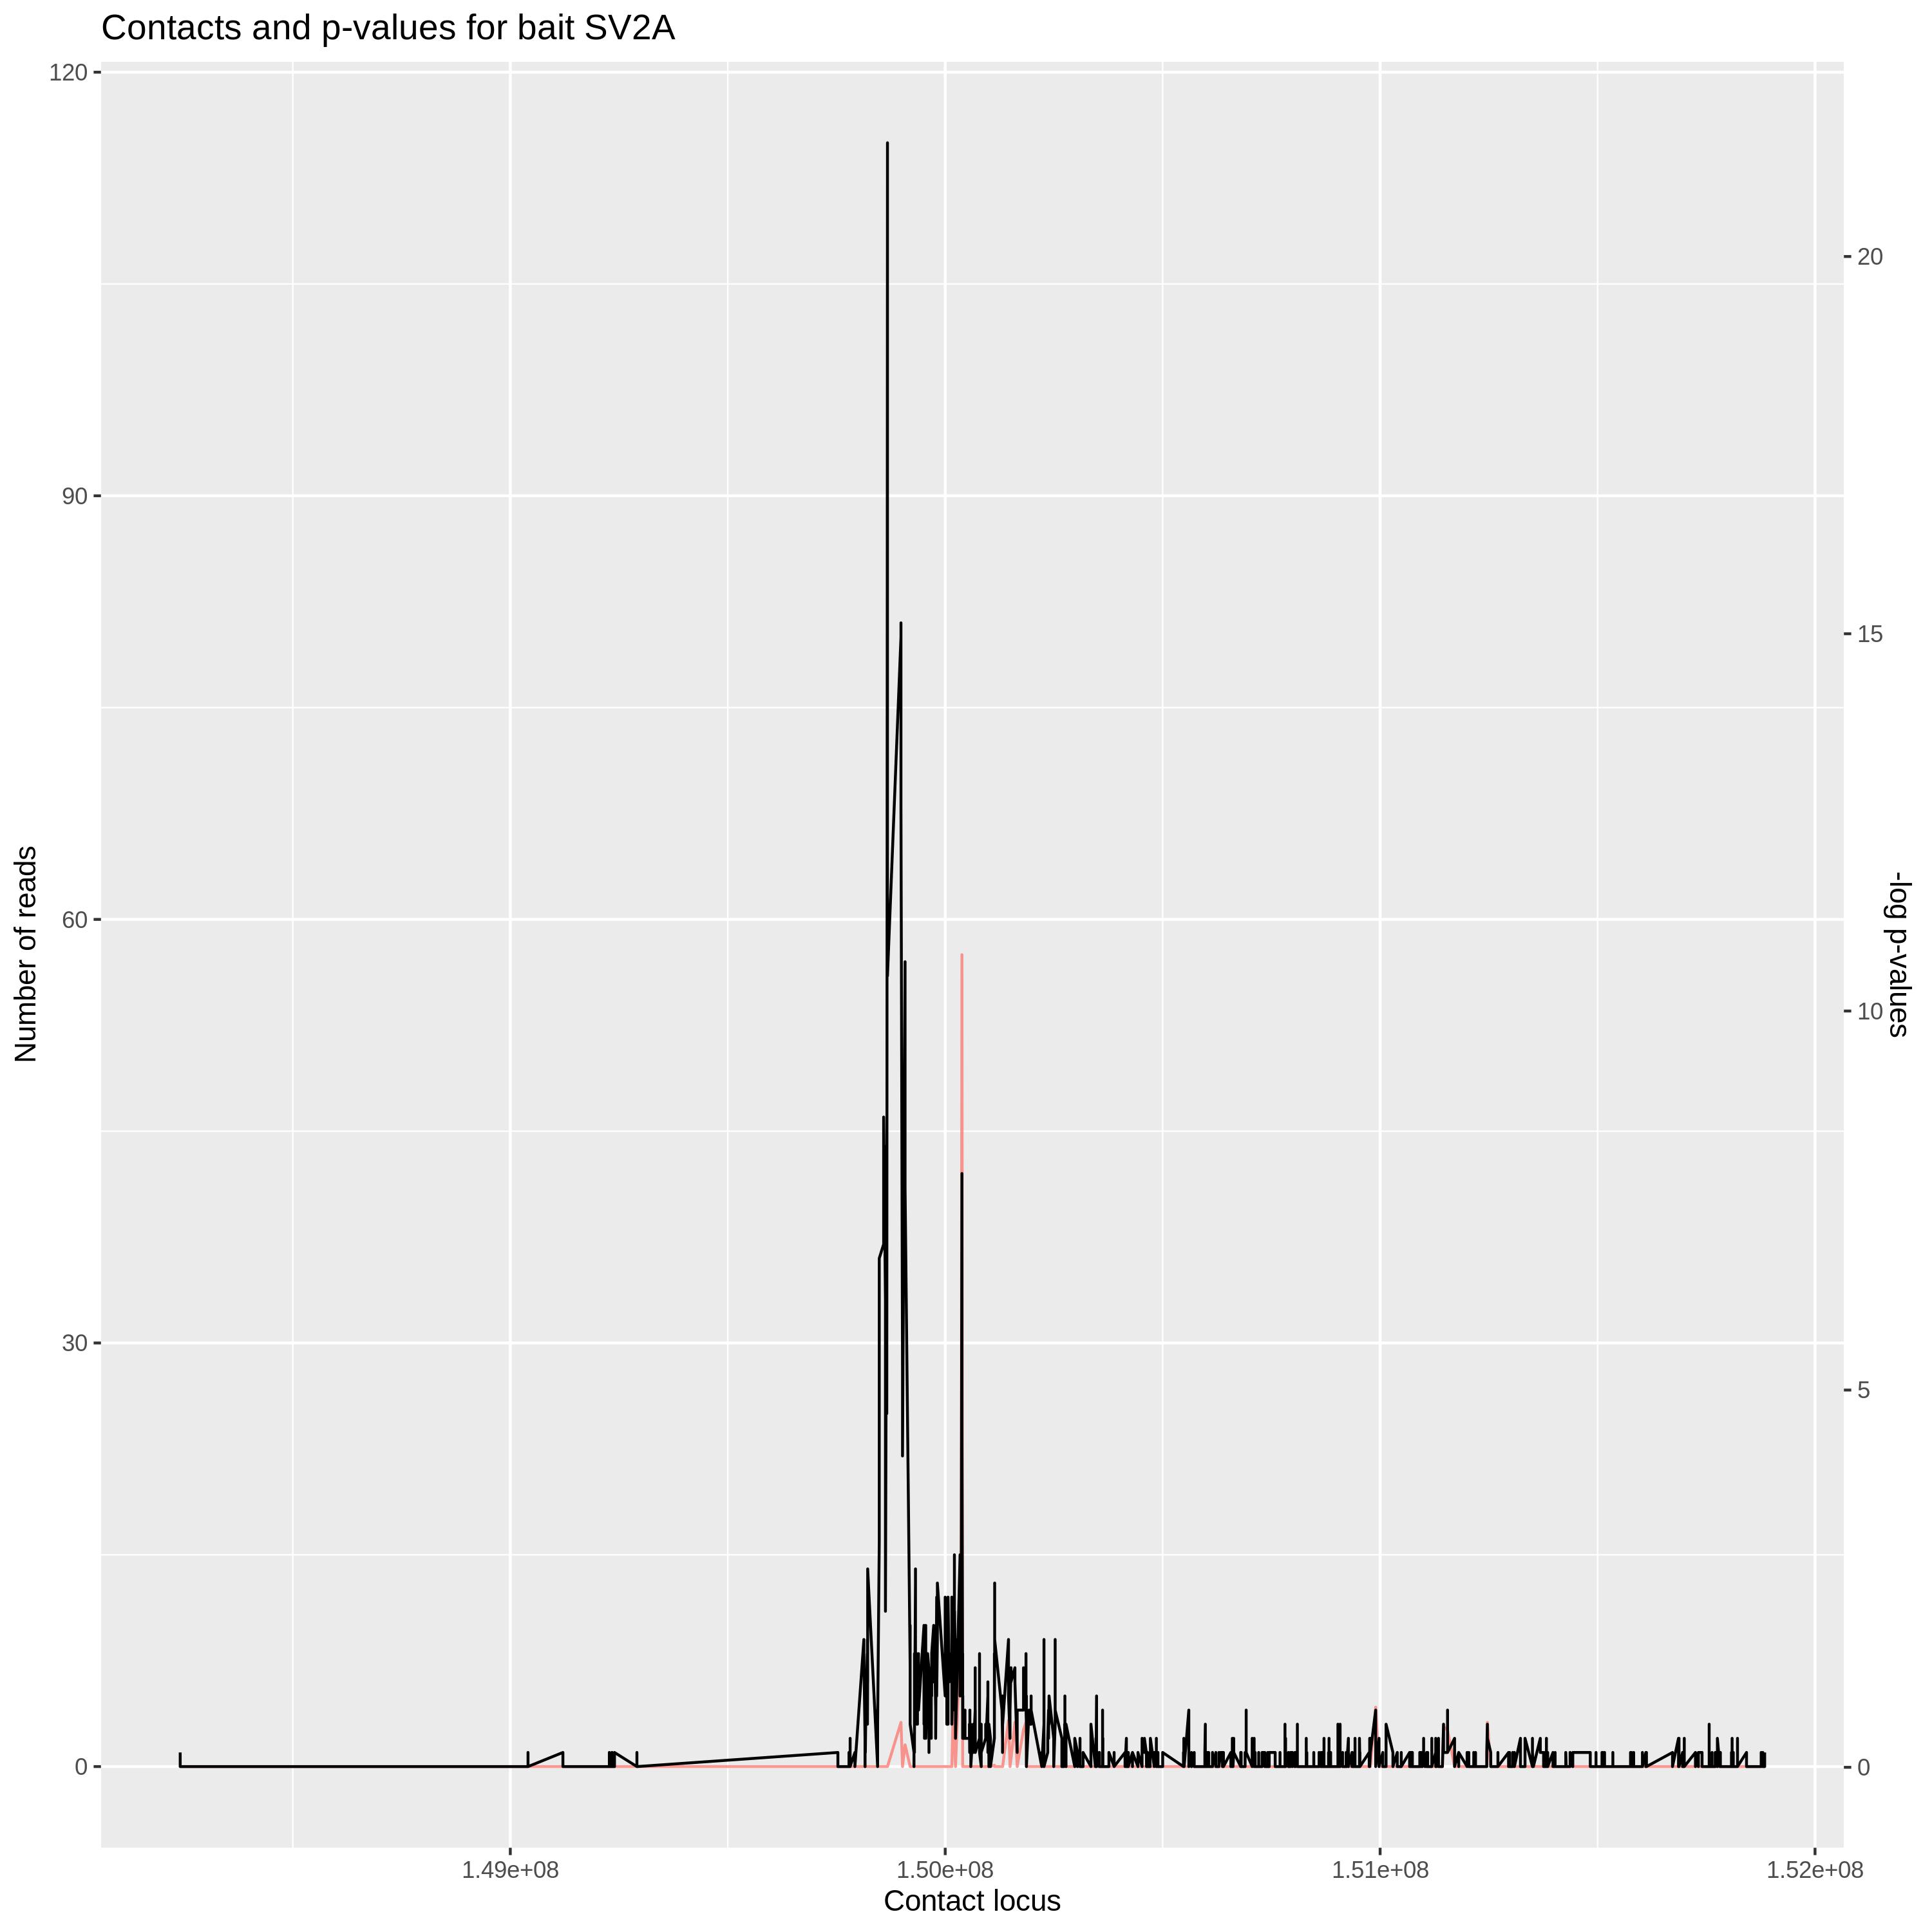 Contacts and p-values for bait SV2A
120
90
60
30
0
Number of reads
20
15
10
5
0
-log p-values
1.49e+08
1.50e+08
1.51e+08
1.52e+08
Contact locus